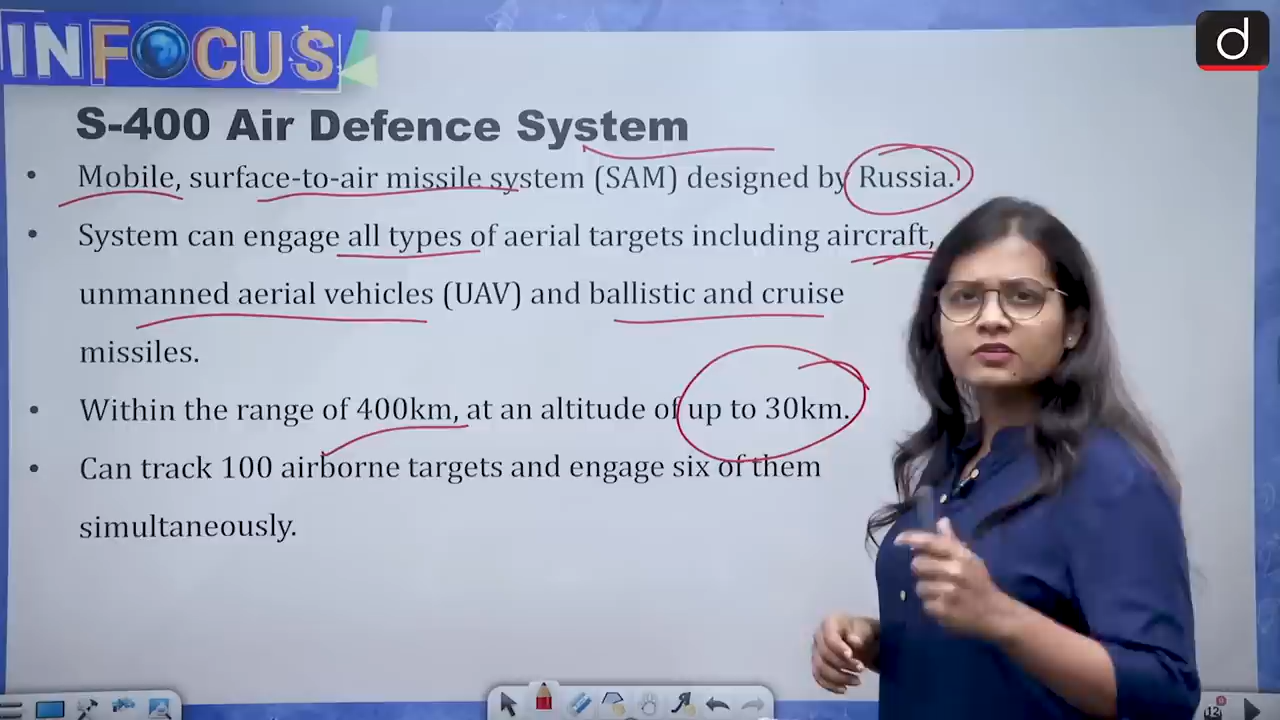 INFOCUS
d
S-400 Air Defence System
• Mobile, surface-to-air missile system (SAM) designed by Russia.
• System can engage all types of aerial targets including aircraft,
unmanned aerial vehicles (UAV) and ballistic and cruise
missiles.
• Within the range of 400km, at an altitude of up to 30km.
• Can track 100 airborne targets and engage six of them
simultaneously.
12